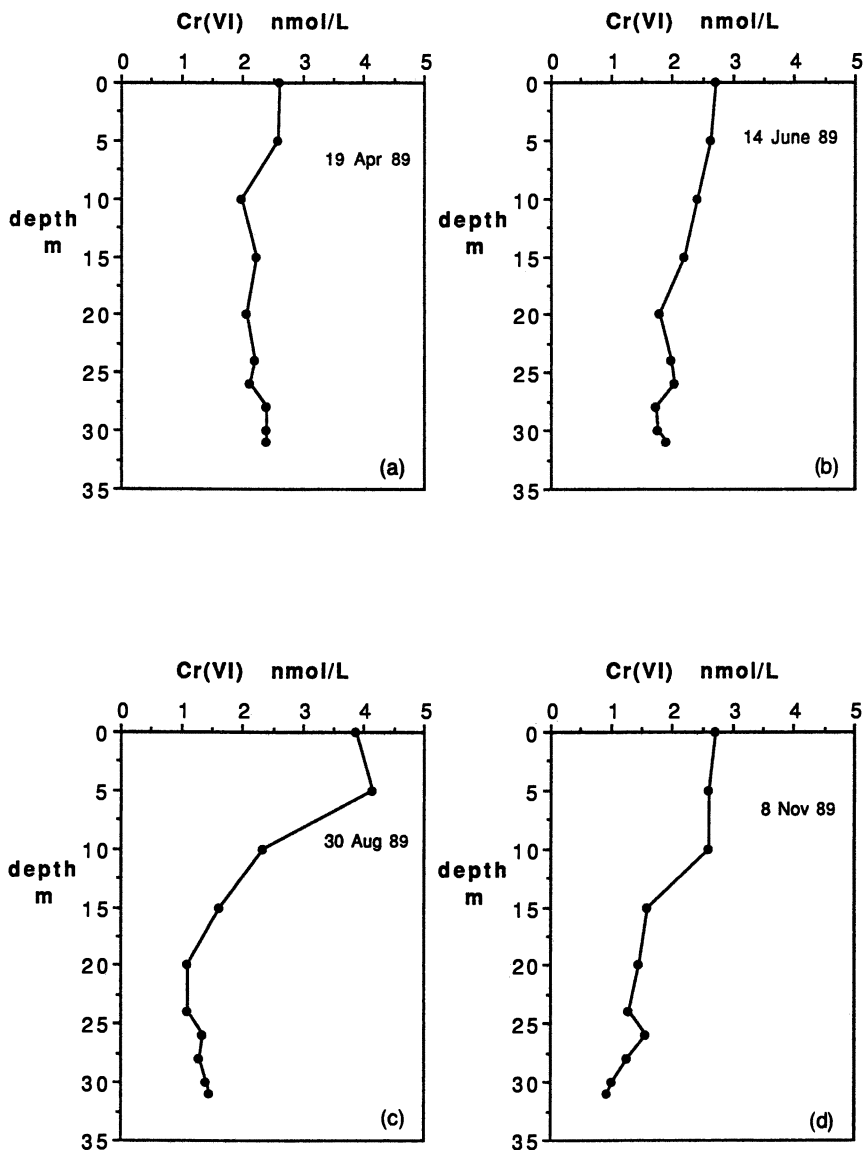 Cr(VI) nmol/L
0 1 2 3 4 5
0
5
10
15
20
25
30
35
depth
m
19 Apr 89
(a)
Cr(VI) nmol/L
0 1 2 3 4 5
0
5
10
15
20
25
30
35
depth
m
14 June 89
(b)
Cr(VI) nmol/L
0 1 2 3 4 5
0
5
10
15
20
25
30
35
depth
m
30 Aug 89
(c)
Cr(VI) nmol/L
0 1 2 3 4 5
0
5
10
15
20
25
30
35
depth
m
8 Nov 89
(d)